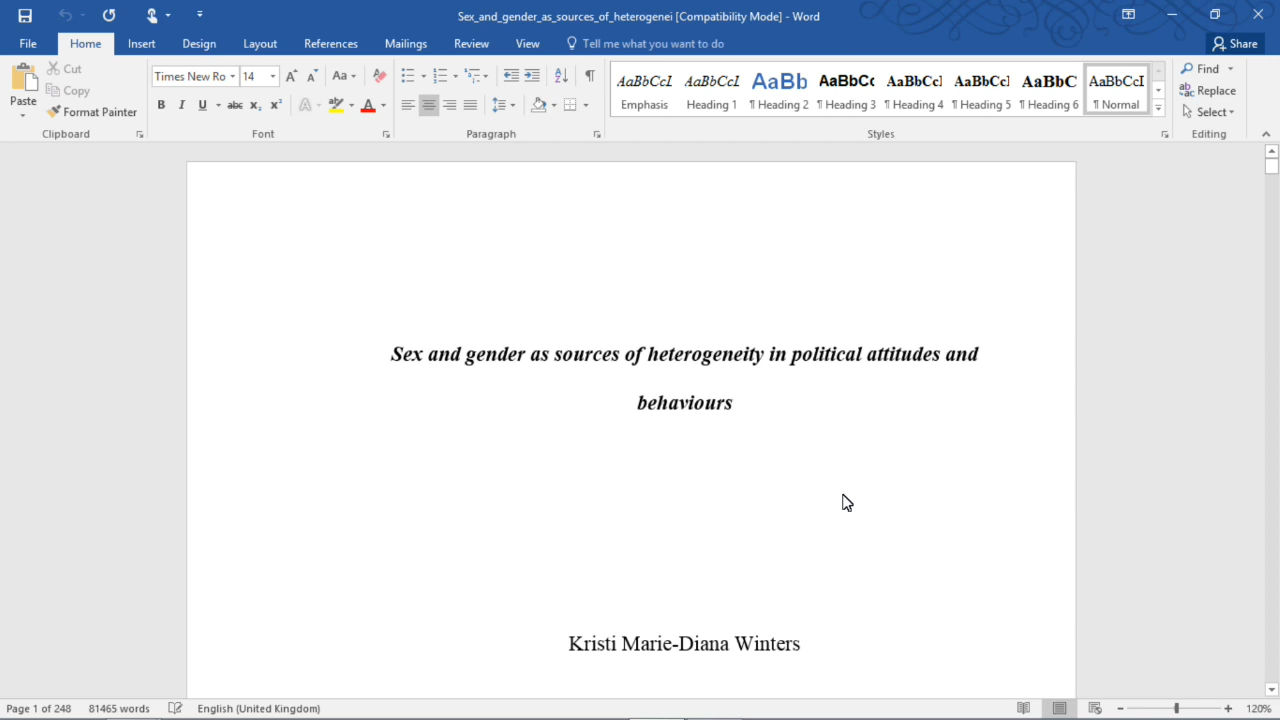 Sex_and_gender_as_sources_of_heterogenei [Compatibility Mode] - Word
File Home Insert Design Layout References Mailings Review View Tell me what you want to do Share
Paste
Cut
Copy
Format Painter
Clipboard
Times New Ro 14
Font
Paragraph
AaBbCcI AaBbCcI AaBb AaBbCc AaBbCcI AaBbCcI AaBbC AaBbCcI
Emphasis Heading 1 ¶ Heading 2 ¶ Heading 3 ¶ Heading 4 ¶ Heading 5 ¶ Heading 6 ¶ Normal
Styles
Find
Replace
Select
Editing
Sex and gender as sources of heterogeneity in political attitudes and
behaviours
Kristi Marie-Diana Winters
Page 1 of 248 81465 words English (United Kingdom) 120%